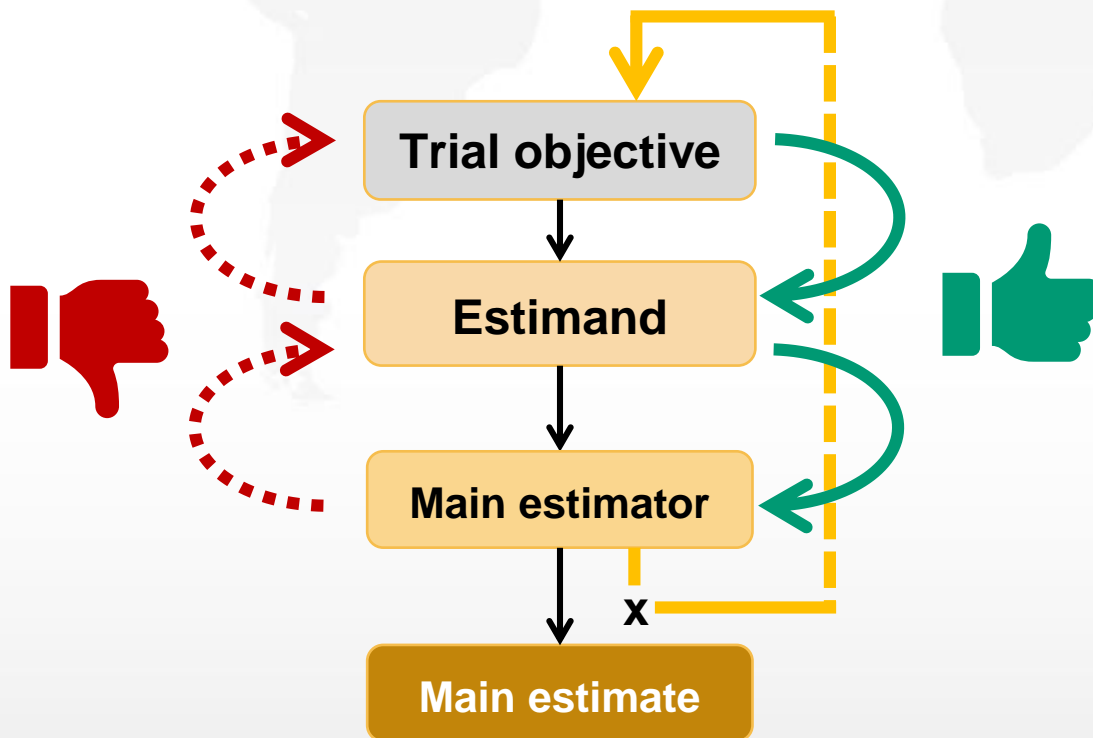 Trial objective
Estimand
Main estimator
x
Main estimate